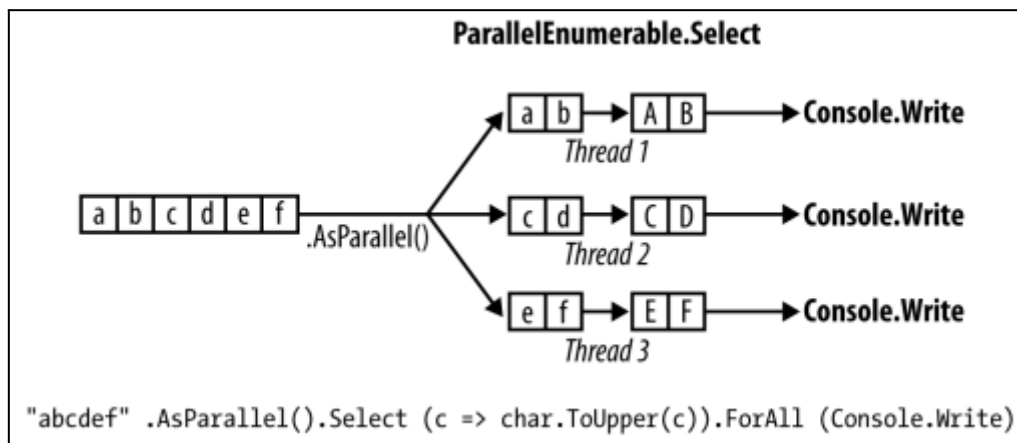 ParallelEnumerable.Select
a b A B Console.Write
Thread 1
a b c d e f .AsParallel() c d C D Console.Write
Thread 2
e f E F Console.Write
Thread 3
"abcdef" .AsParallel().Select (c => char.ToUpper(c)).ForAll (Console.Write)